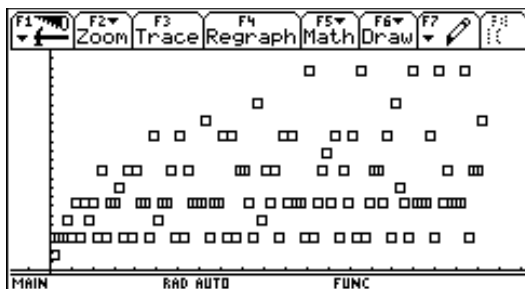 F1 F2 F3 F4 F5 F6 F7
Zoom Trace Regraph Math Draw
MAIN RAD AUTO FUNC